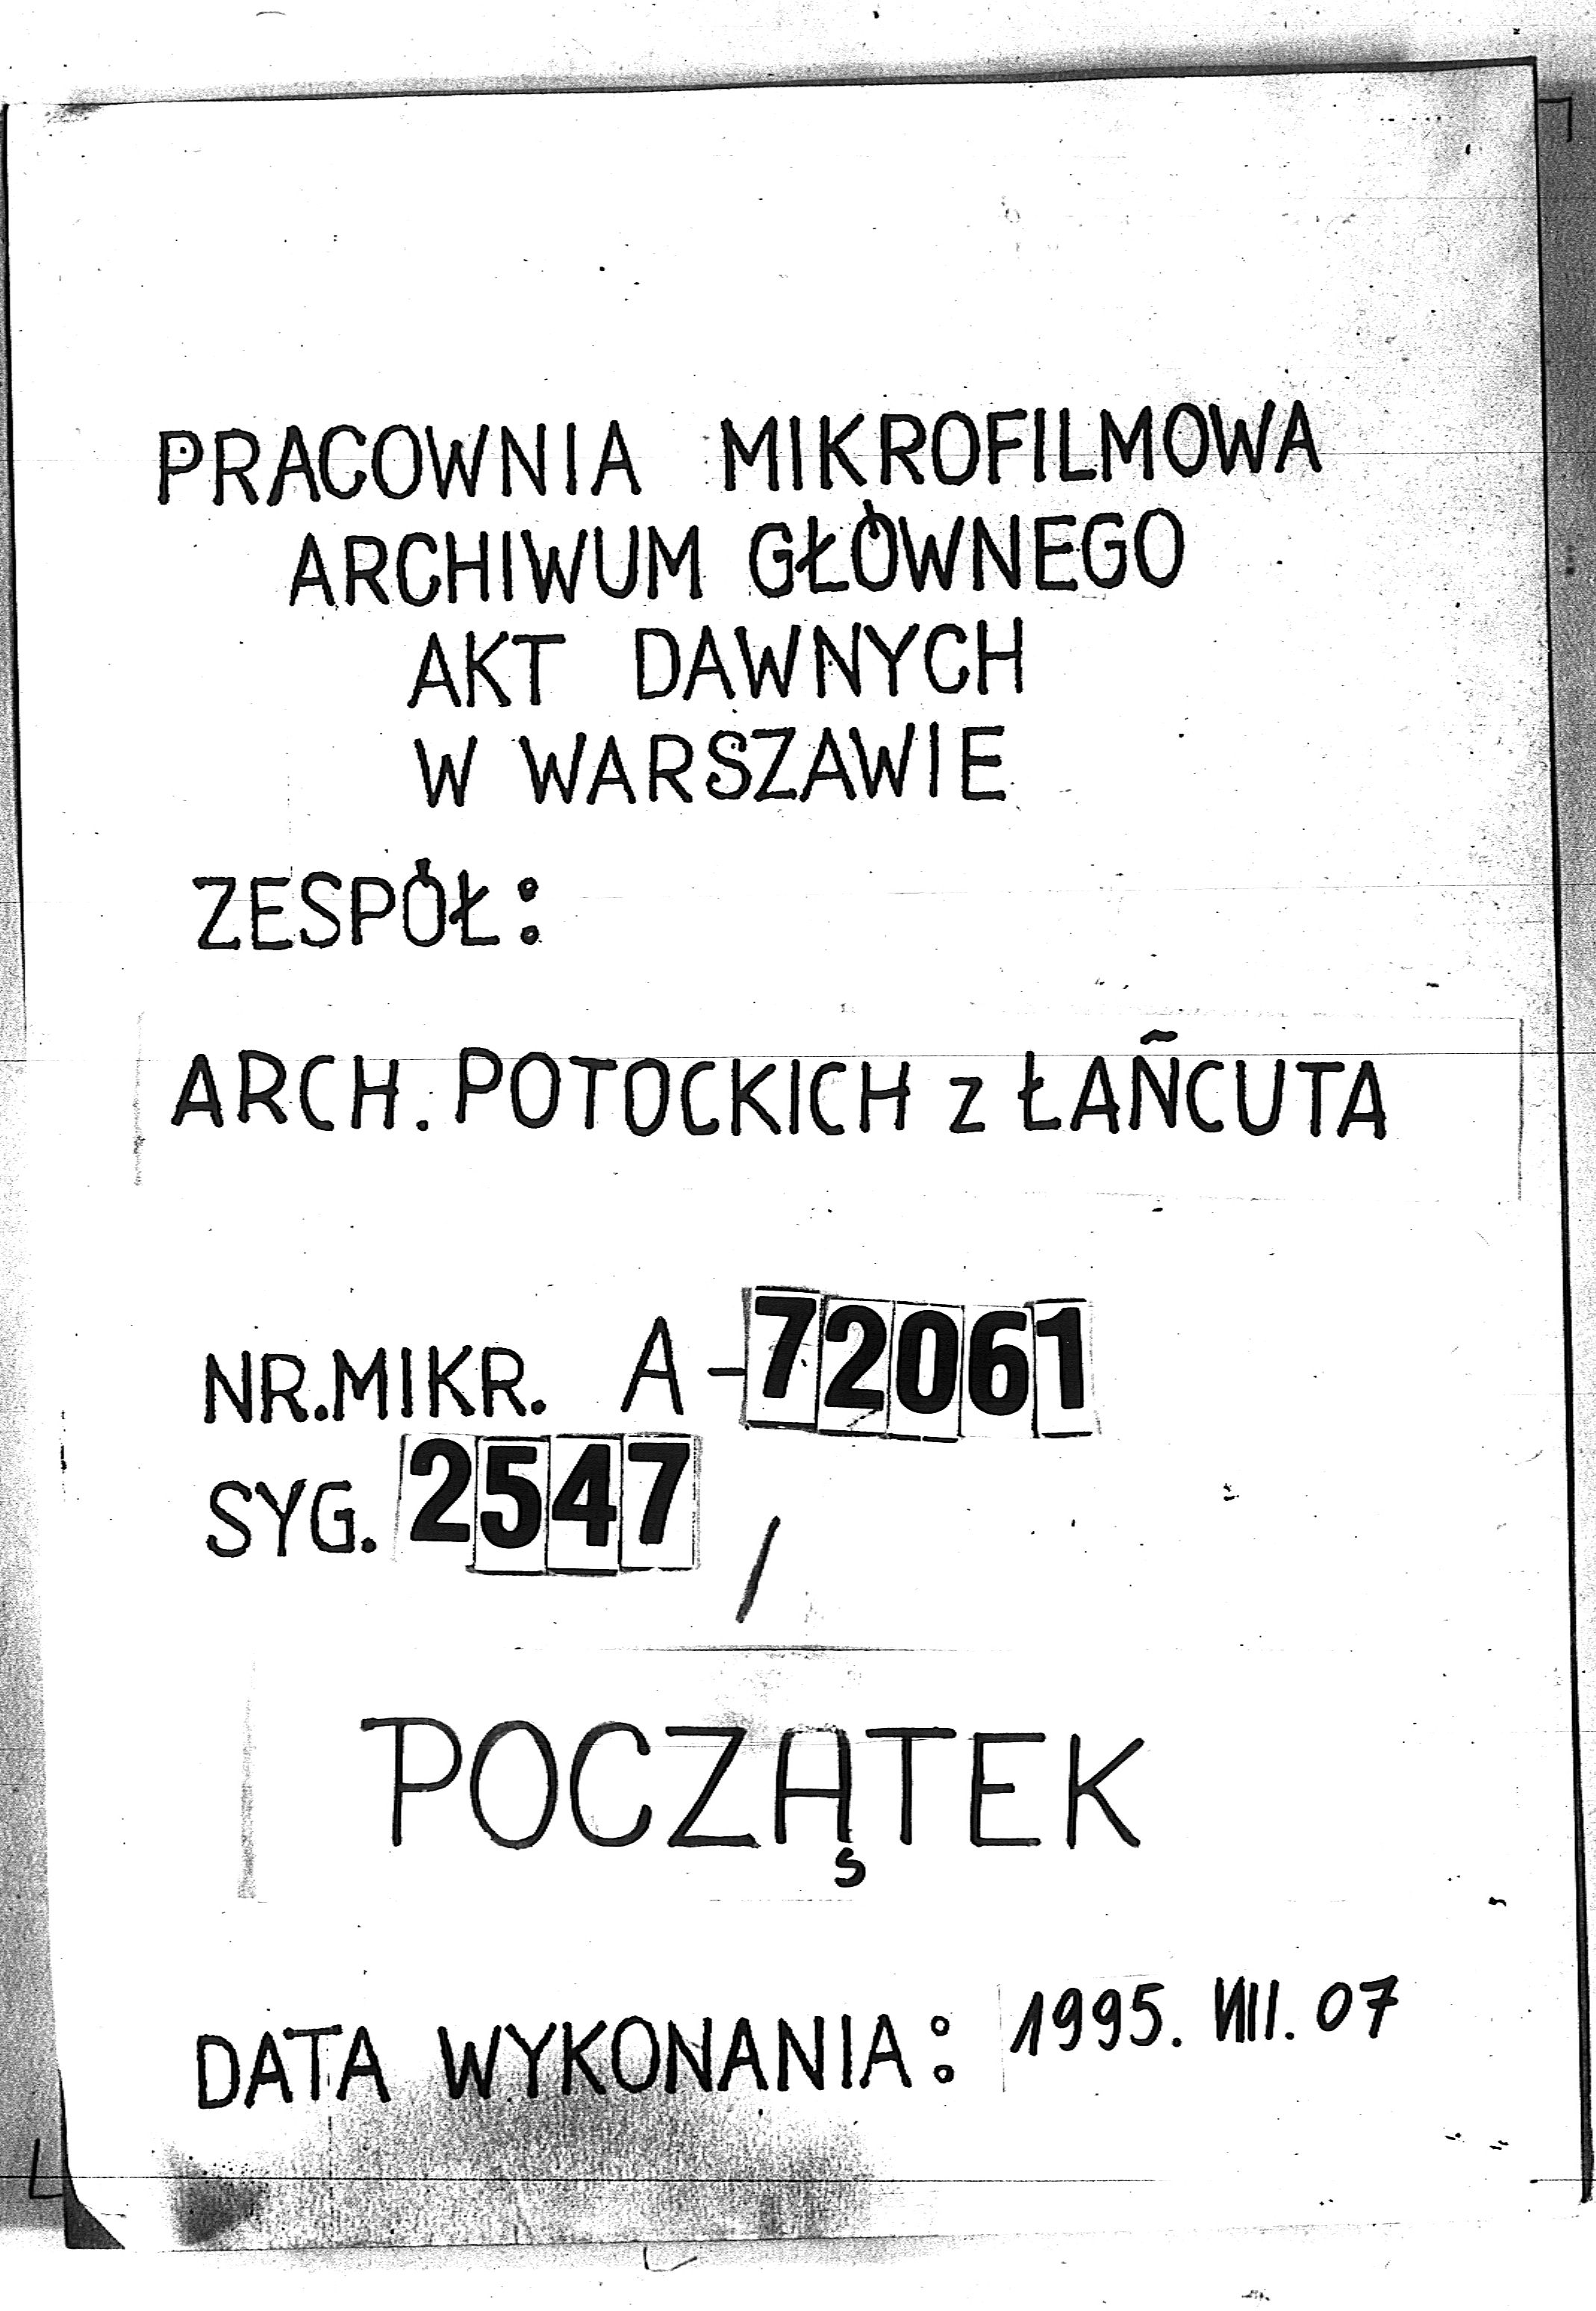 PRACOWNIA MIKROFILMOWA
ARCHIWUM GŁÓWNEGO
AKT DAWNYCH
W WARSZAWIE
ZESPÓŁ:
ARCH. POTOCKICH z ŁAŃCUTA
NR.MIKR. A-72061
SYG. 2547 /
POCZĄTEK
DATA WYKONANIA: 1995. VIII. 07